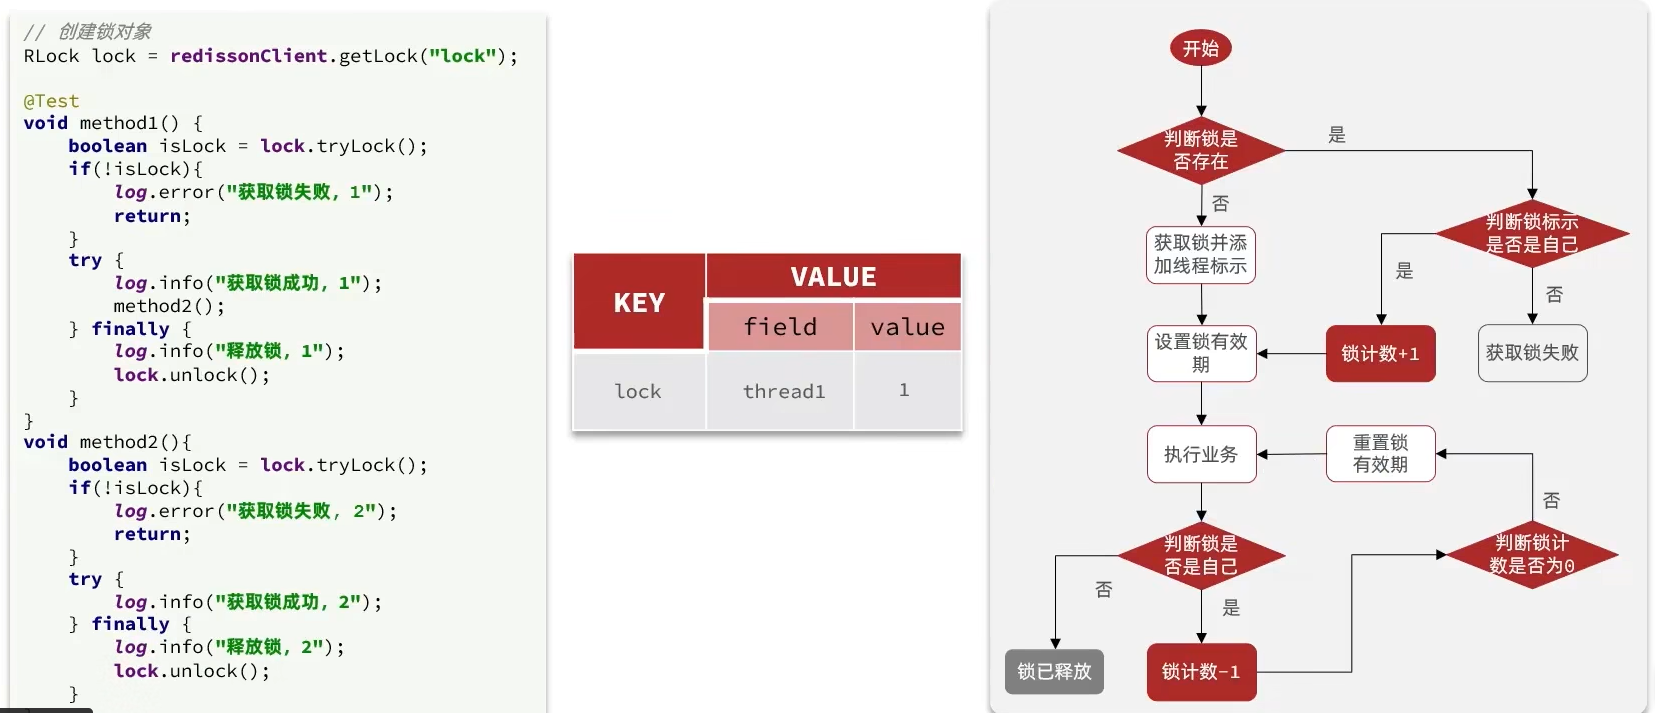 // 创建锁对象
RLock lock = redissonClient.getLock("lock");
@Test
void method1() {
boolean isLock = lock.tryLock();
if(!isLock){
log.error("获取锁失败，1");
return;
}
try {
log.info("获取锁成功，1");
method2();
} finally {
log.info("释放锁，1");
lock.unlock();
}
}
void method2(){
boolean isLock = lock.tryLock();
if(!isLock){
log.error("获取锁失败，2");
return;
}
try {
log.info("获取锁成功，2");
} finally {
log.info("释放锁，2");
lock.unlock();
}
KEY
VALUE
field
value
lock
thread1
1
开始
判断锁是
否存在
是
否
判断锁标示
是否是自己
获取锁并添
加线程标示
是
否
设置锁有效
期
锁计数+1
获取锁失败
执行业务
重置锁
有效期
否
判断锁是
否是自己
判断锁计
数是否为0
否
是
锁已释放
锁计数-1